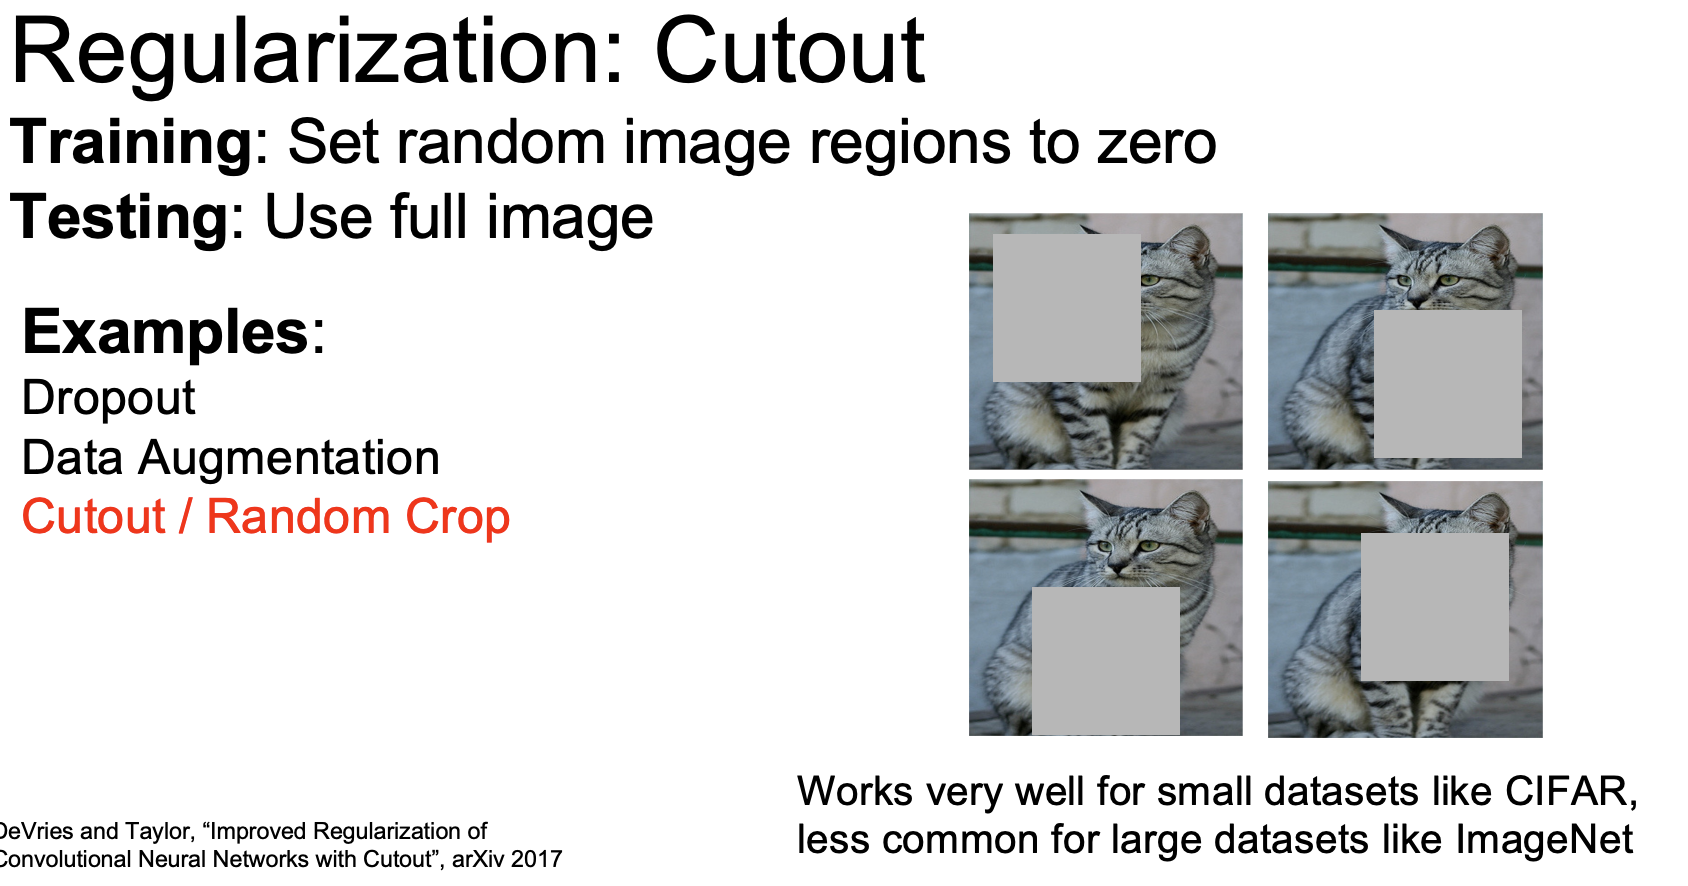 Regularization: Cutout
Training: Set random image regions to zero
Testing: Use full image
Examples:
Dropout
Data Augmentation
Cutout / Random Crop
Works very well for small datasets like CIFAR,
less common for large datasets like ImageNet
DeVries and Taylor, “Improved Regularization of
Convolutional Neural Networks with Cutout”, arXiv 2017